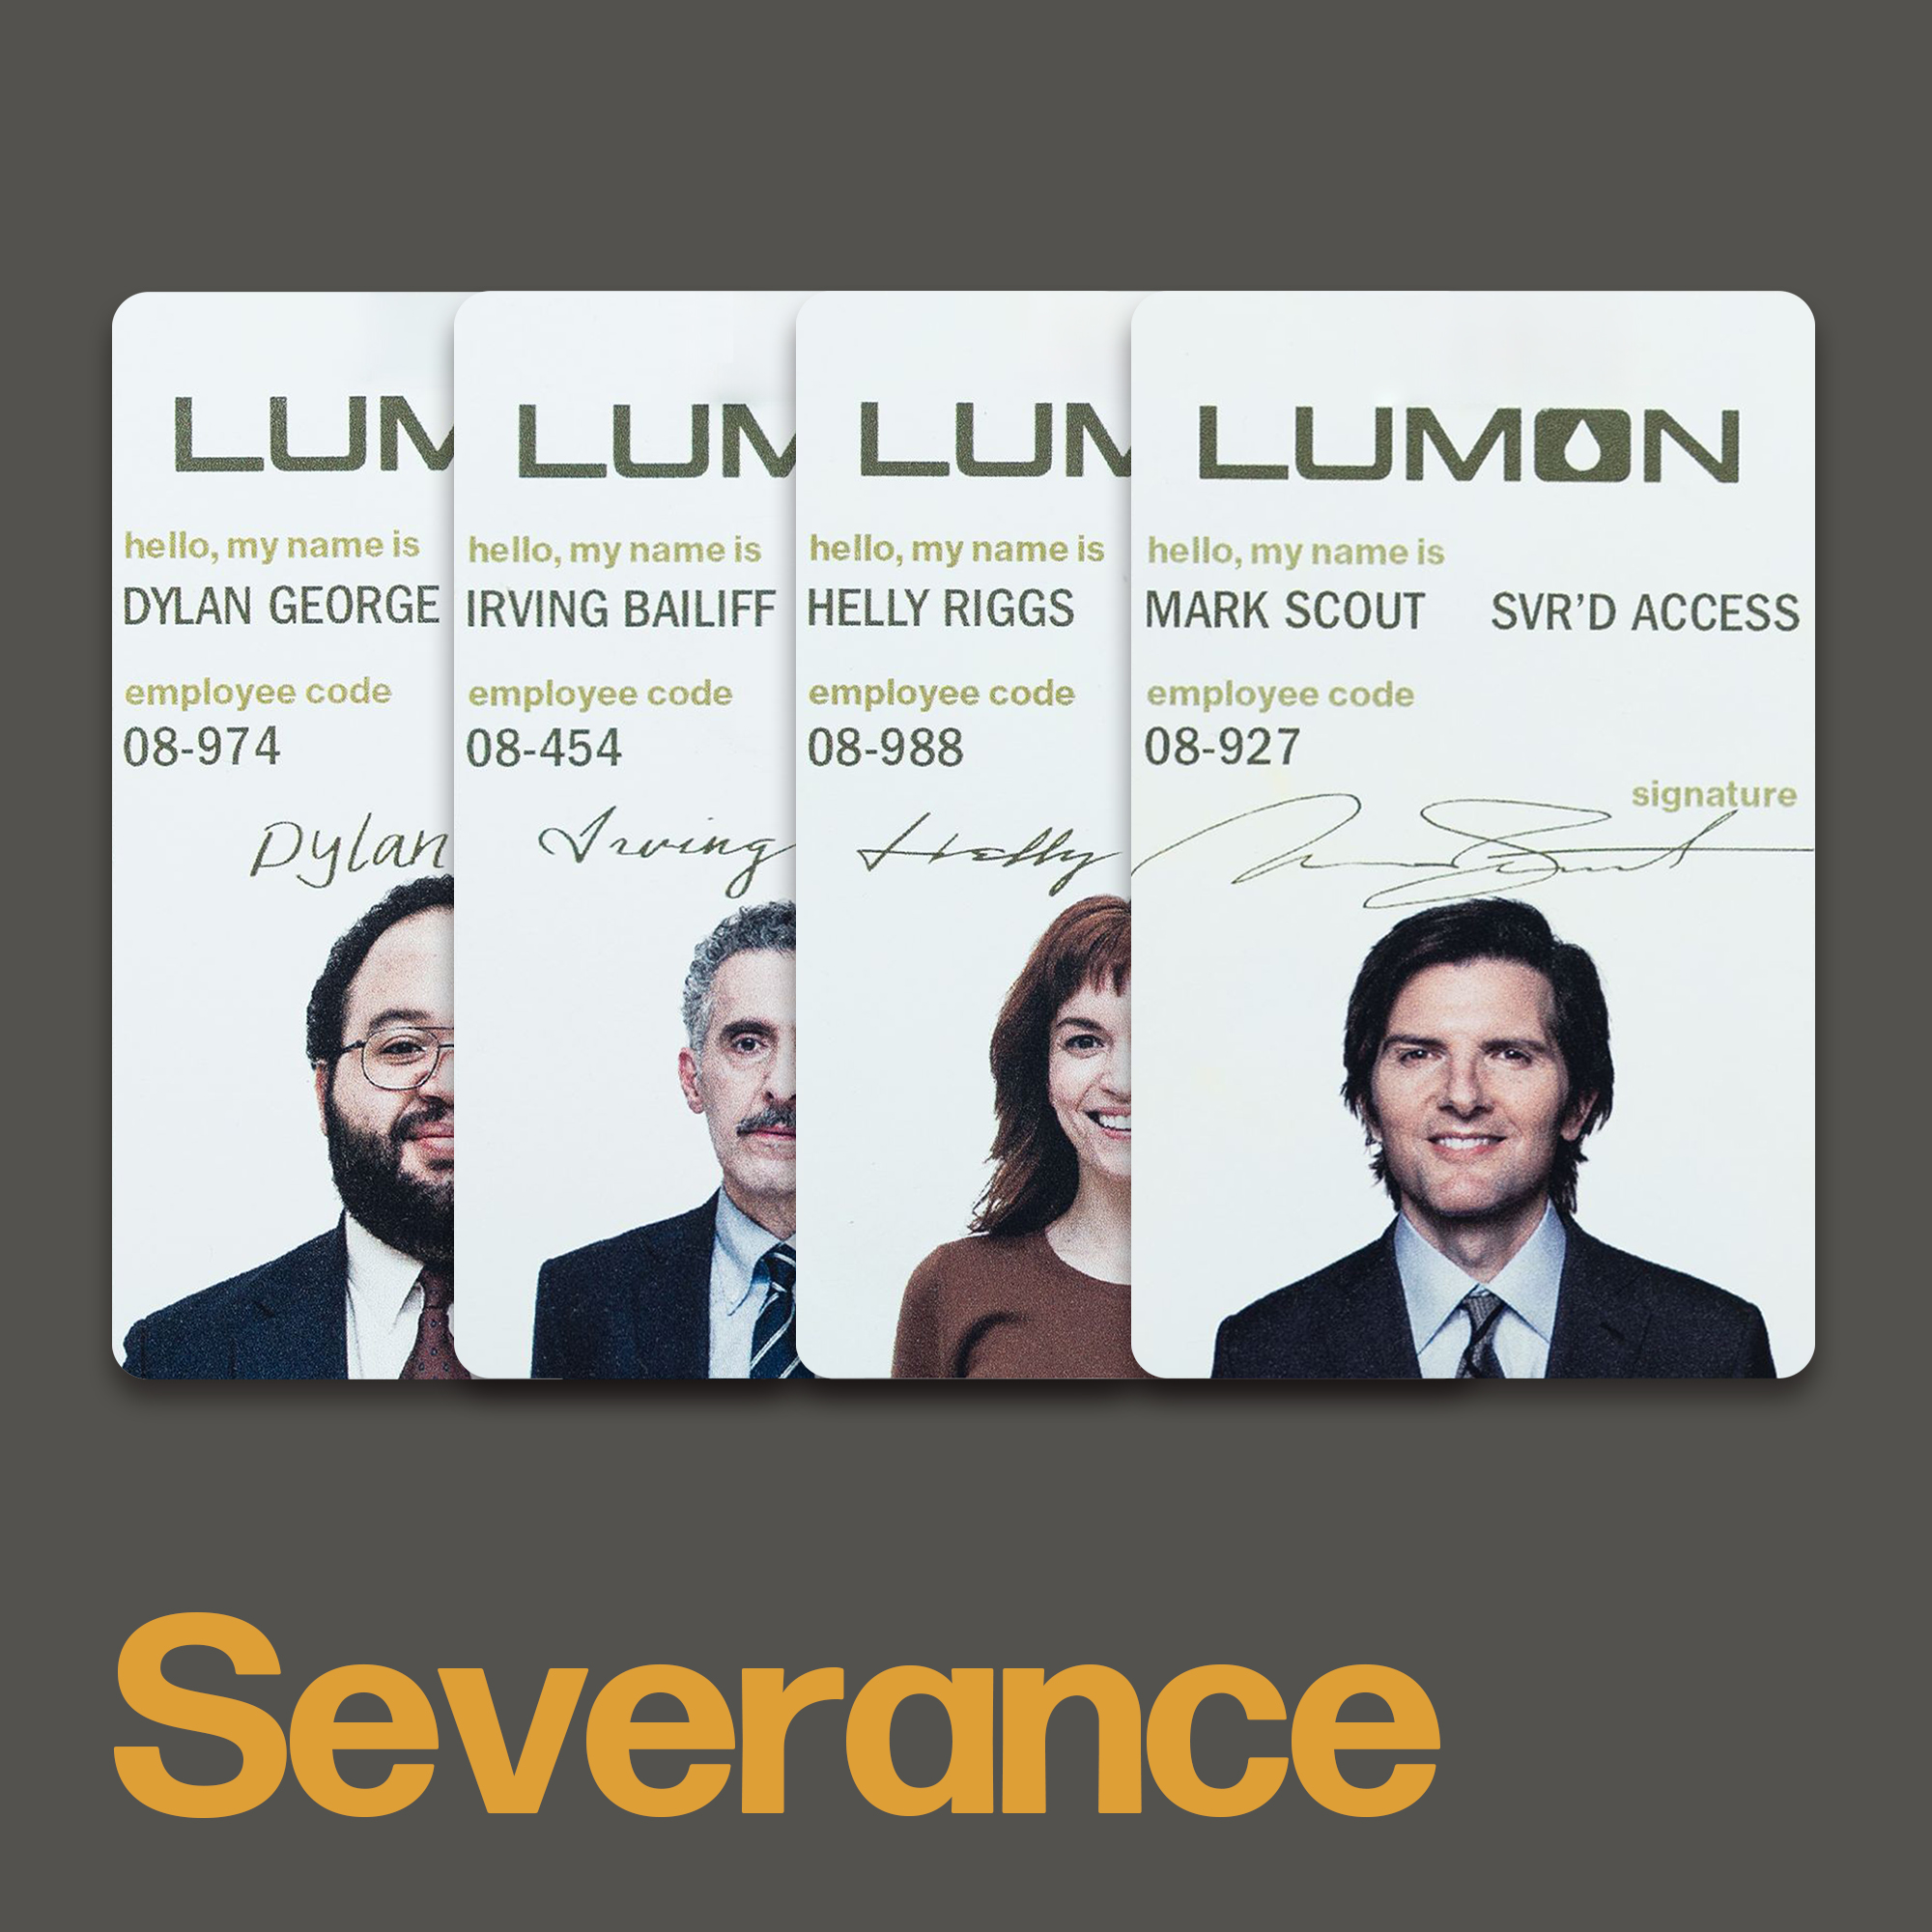 LUM
hello, my name is
DYLAN GEORGE
employee code
08-974
Dylan
LUM
hello, my name is
IRVING BAILIFF
employee code
08-454
Irving
LUM
hello, my name is
HELLY RIGGS
employee code
08-988
Helly
LUMON
hello, my name is
MARK SCOUT SVR'D ACCESS
employee code
08-927
signature
Mark Scout
Severance